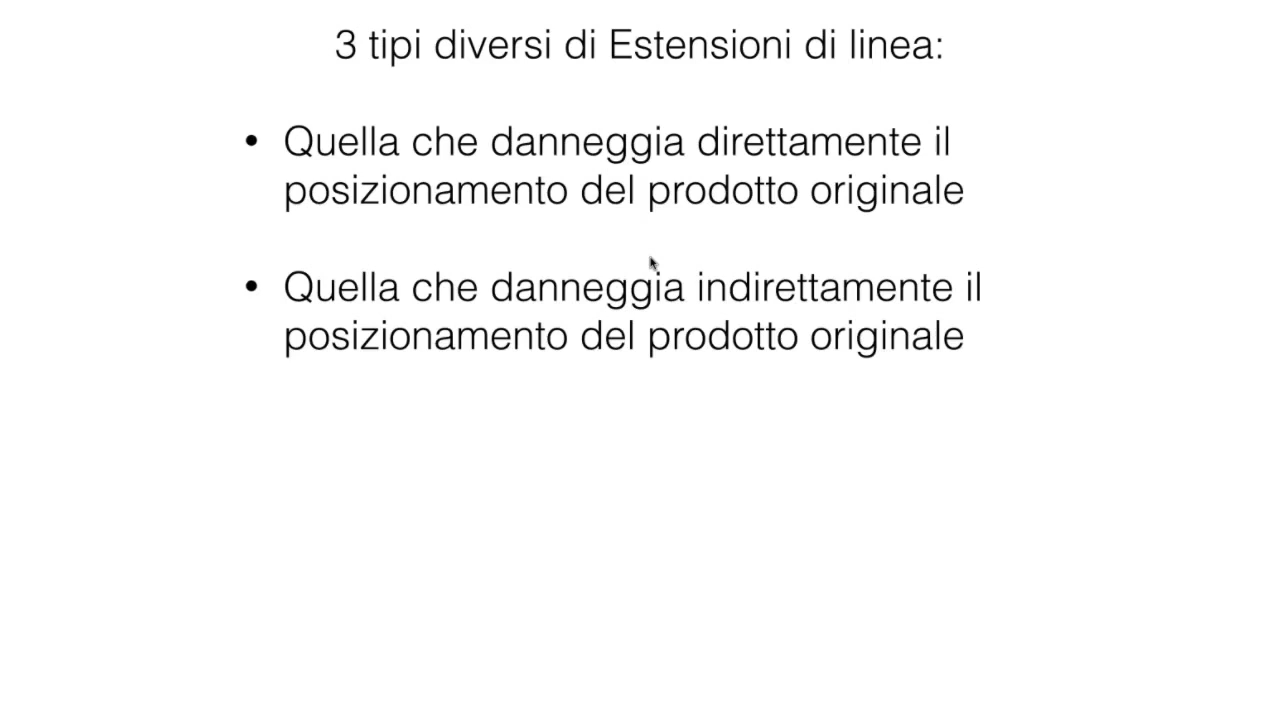 3 tipi diversi di Estensioni di linea:
• Quella che danneggia direttamente il
posizionamento del prodotto originale
• Quella che danneggia indirettamente il
posizionamento del prodotto originale